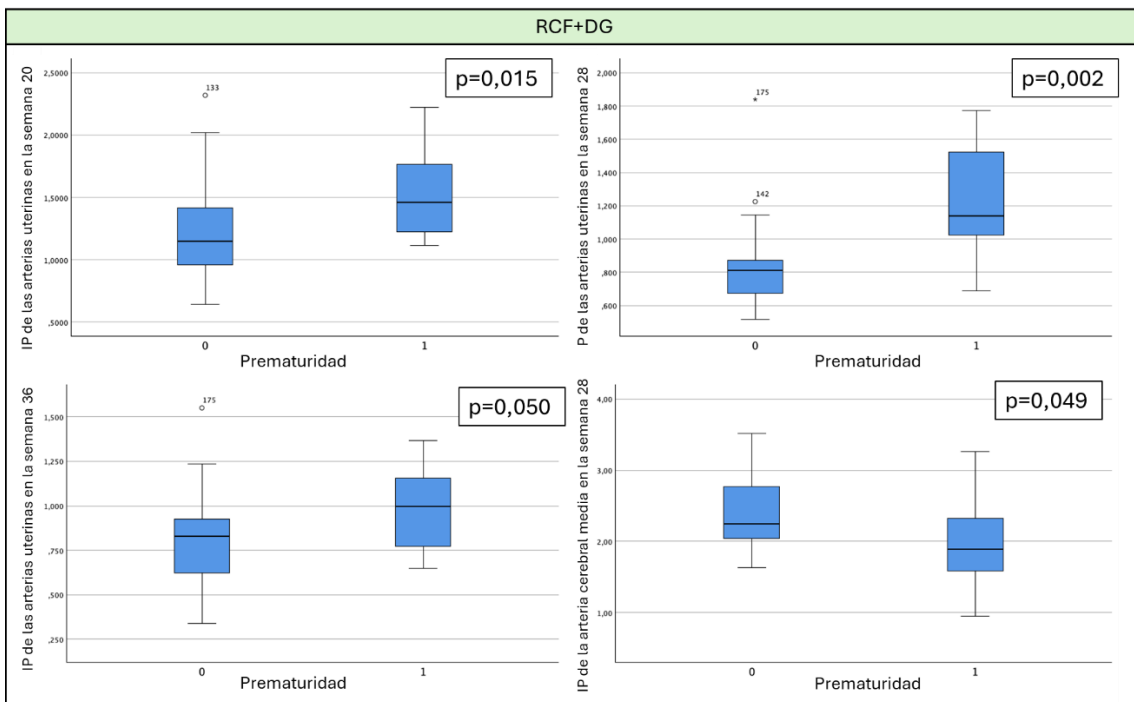 RCF+DG
IP de las arterias uterinas en la semana 20
2,5000
2,0000
1,5000
1,0000
,5000
133
p=0,015
0 1
Prematuridad
P de las arterias uterinas en la semana 28
2,000
1,800
1,600
1,400
1,200
1,000
,800
,600
175
142
p=0,002
0 1
Prematuridad
IP de las arterias uterinas en la semana 36
1,500
1,250
1,000
,750
,500
,250
175
p=0,050
0 1
Prematuridad
IP de la arteria cerebral media en la semana 28
4,00
3,00
2,00
1,00
p=0,049
0 1
Prematuridad